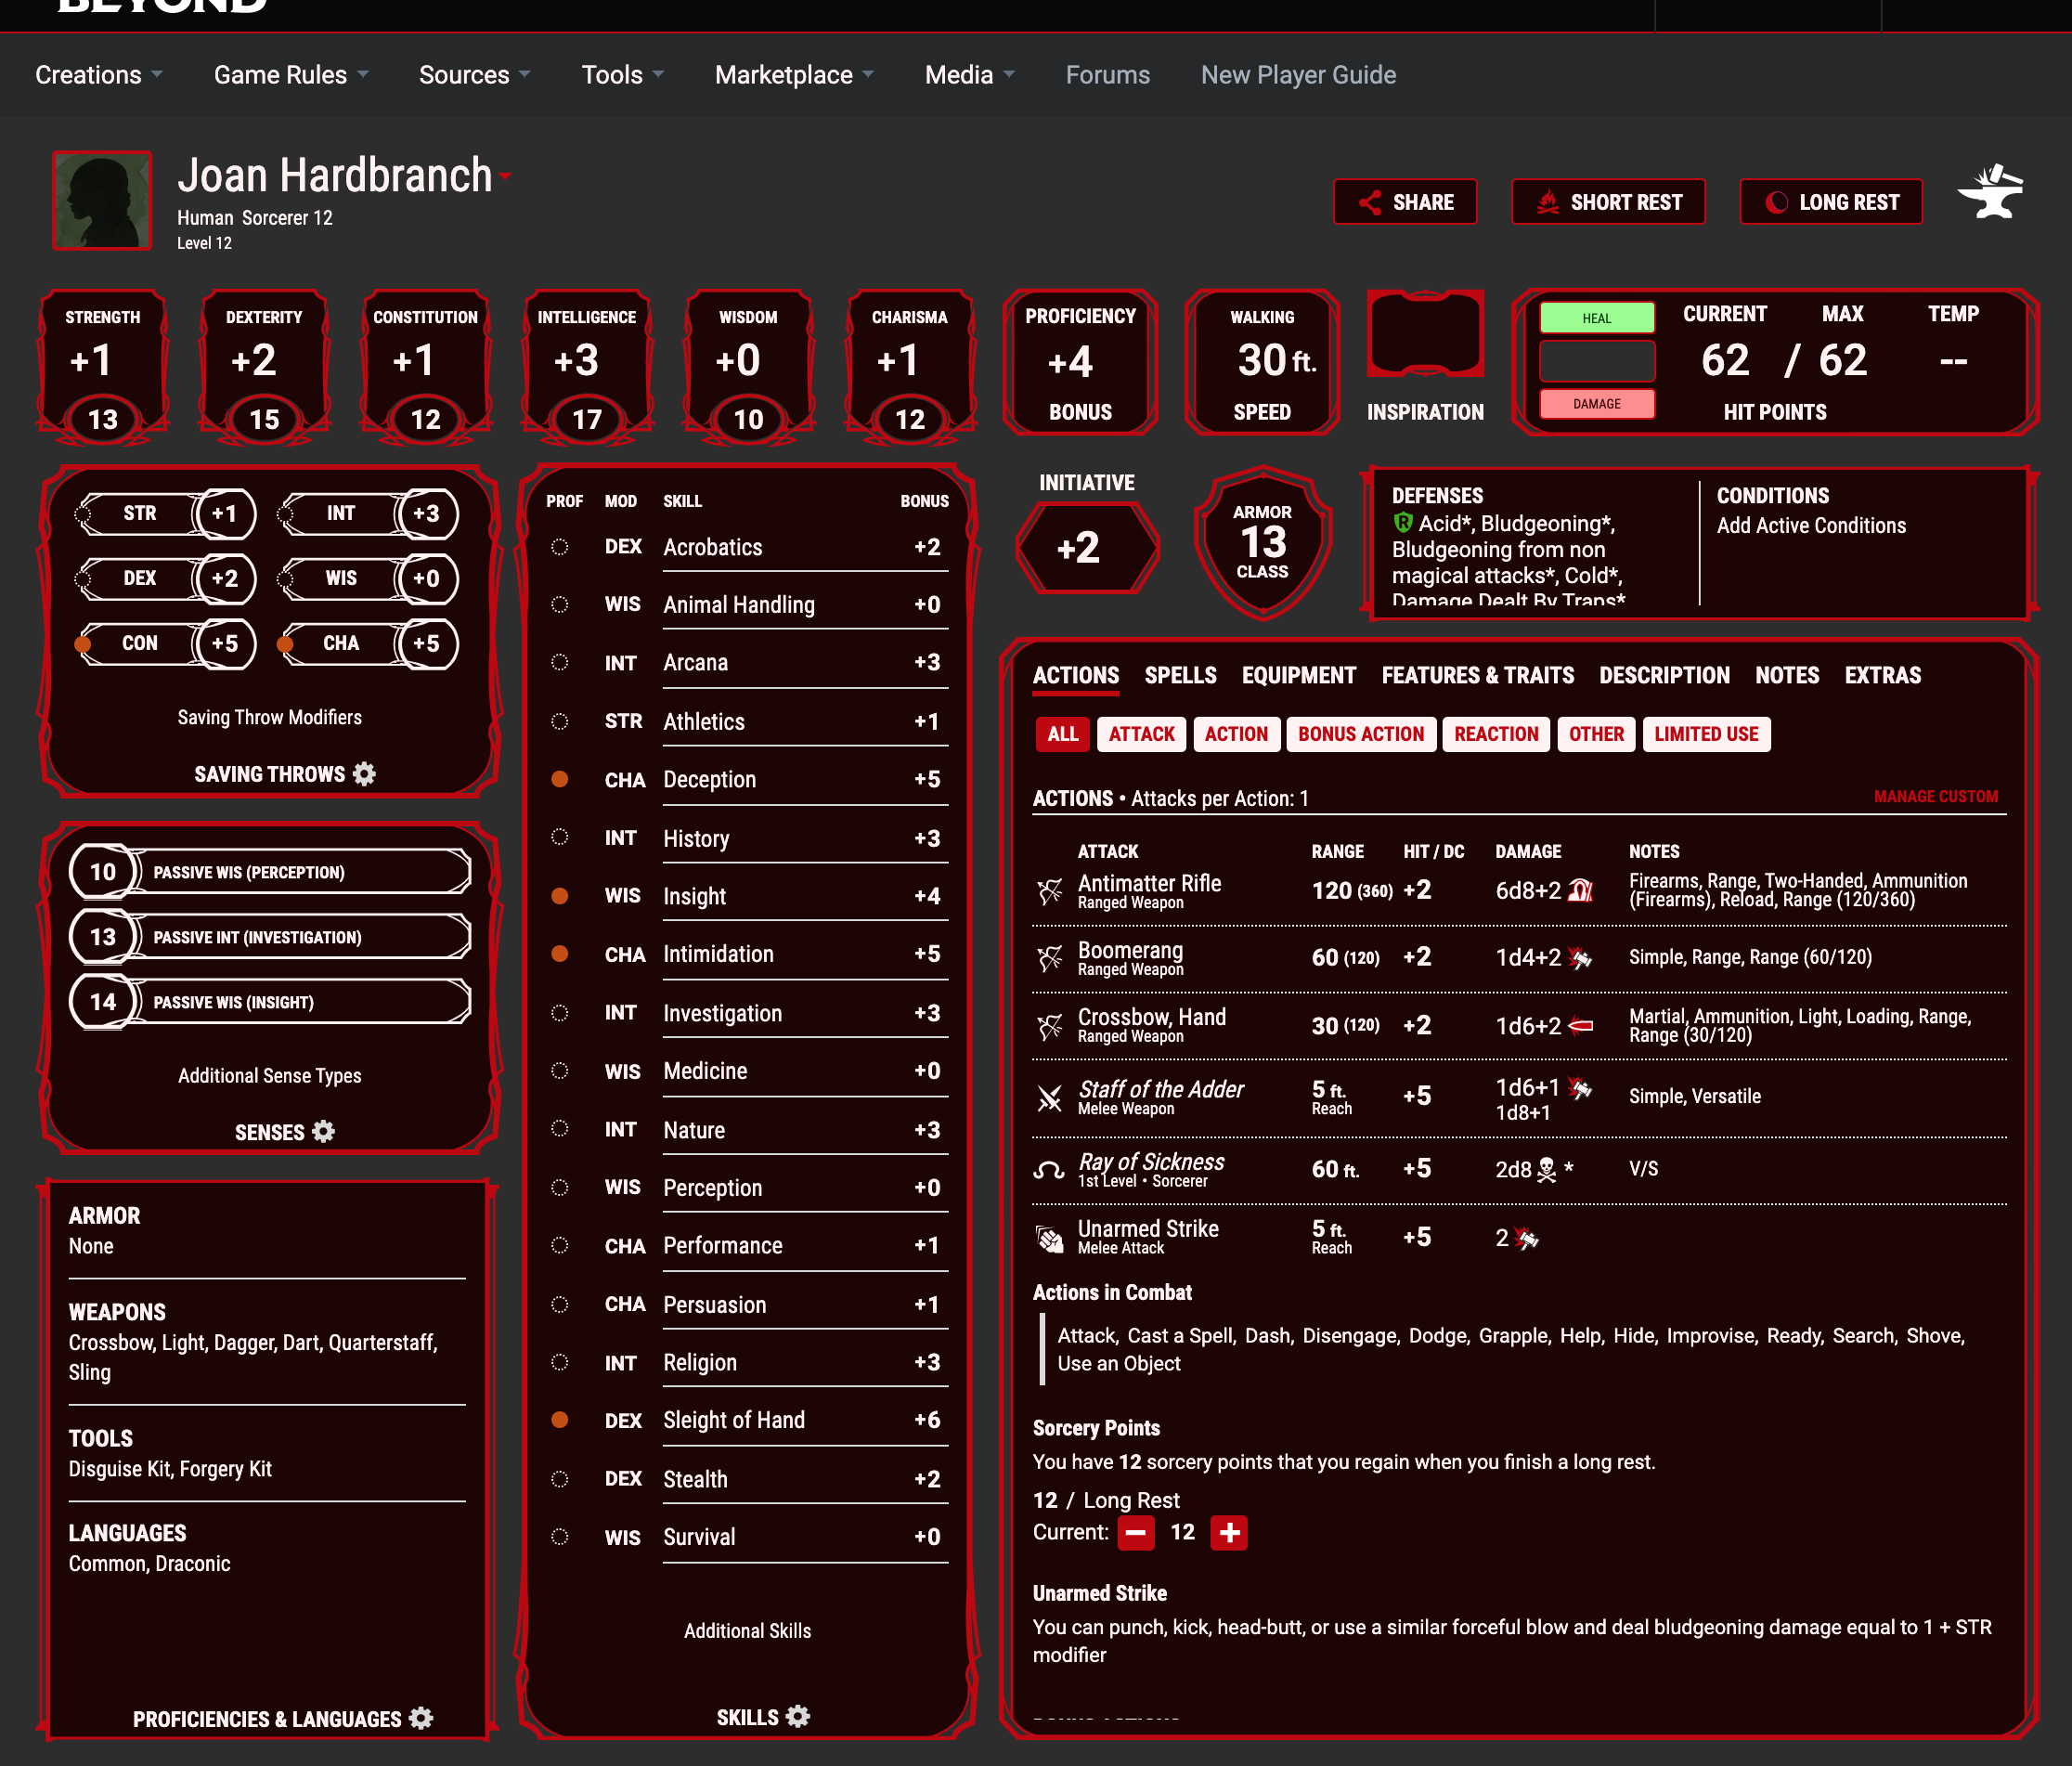 BEYOND
Creations Game Rules Sources Tools Marketplace Media Forums New Player Guide
Joan Hardbranch
Human Sorcerer 12
Level 12
SHARE SHORT REST LONG REST
STRENGTH
+1
13
DEXTERITY
+2
15
CONSTITUTION
+1
12
INTELLIGENCE
+3
17
WISDOM
+0
10
CHARISMA
+1
12
PROFICIENCY
+4
BONUS
WALKING
30 ft.
SPEED
INSPIRATION
HEAL
DAMAGE
CURRENT MAX TEMP
62 / 62 --
HIT POINTS
STR +1 INT +3
DEX +2 WIS +0
CON +5 CHA +5
Saving Throw Modifiers
SAVING THROWS
10 PASSIVE WIS (PERCEPTION)
13 PASSIVE INT (INVESTIGATION)
14 PASSIVE WIS (INSIGHT)
Additional Sense Types
SENSES
ARMOR
None
WEAPONS
Crossbow, Light, Dagger, Dart, Quarterstaff,
Sling
TOOLS
Disguise Kit, Forgery Kit
LANGUAGES
Common, Draconic
PROFICIENCIES & LANGUAGES
PROF MOD SKILL BONUS
DEX Acrobatics +2
WIS Animal Handling +0
INT Arcana +3
STR Athletics +1
CHA Deception +5
INT History +3
WIS Insight +4
CHA Intimidation +5
INT Investigation +3
WIS Medicine +0
INT Nature +3
WIS Perception +0
CHA Performance +1
CHA Persuasion +1
INT Religion +3
DEX Sleight of Hand +6
DEX Stealth +2
WIS Survival +0
Additional Skills
SKILLS
INITIATIVE
+2
ARMOR
13
CLASS
DEFENSES
R Acid*, Bludgeoning*,
Bludgeoning from non
magical attacks*, Cold*,
Damage Dealt By Traps*
CONDITIONS
Add Active Conditions
ACTIONS SPELLS EQUIPMENT FEATURES & TRAITS DESCRIPTION NOTES EXTRAS
ALL ATTACK ACTION BONUS ACTION REACTION OTHER LIMITED USE
ACTIONS • Attacks per Action: 1 MANAGE CUSTOM
ATTACK RANGE HIT / DC DAMAGE NOTES
Antimatter Rifle
Ranged Weapon
120 (360) +2 6d8+2
Firearms, Range, Two-Handed, Ammunition
(Firearms), Reload, Range (120/360)
Boomerang
Ranged Weapon
60 (120) +2 1d4+2 Simple, Range, Range (60/120)
Crossbow, Hand
Ranged Weapon
30 (120) +2 1d6+2
Martial, Ammunition, Light, Loading, Range,
Range (30/120)
Staff of the Adder
Melee Weapon
5 ft.
Reach
+5
1d6+1
1d8+1
Simple, Versatile
Ray of Sickness
1st Level • Sorcerer
60 ft. +5 2d8 * V/S
Unarmed Strike
Melee Attack
5 ft.
Reach
+5 2
Actions in Combat
Attack, Cast a Spell, Dash, Disengage, Dodge, Grapple, Help, Hide, Improvise, Ready, Search, Shove,
Use an Object
Sorcery Points
You have 12 sorcery points that you regain when you finish a long rest.
12 / Long Rest
Current: − 12 +
Unarmed Strike
You can punch, kick, head-butt, or use a similar forceful blow and deal bludgeoning damage equal to 1 + STR
modifier